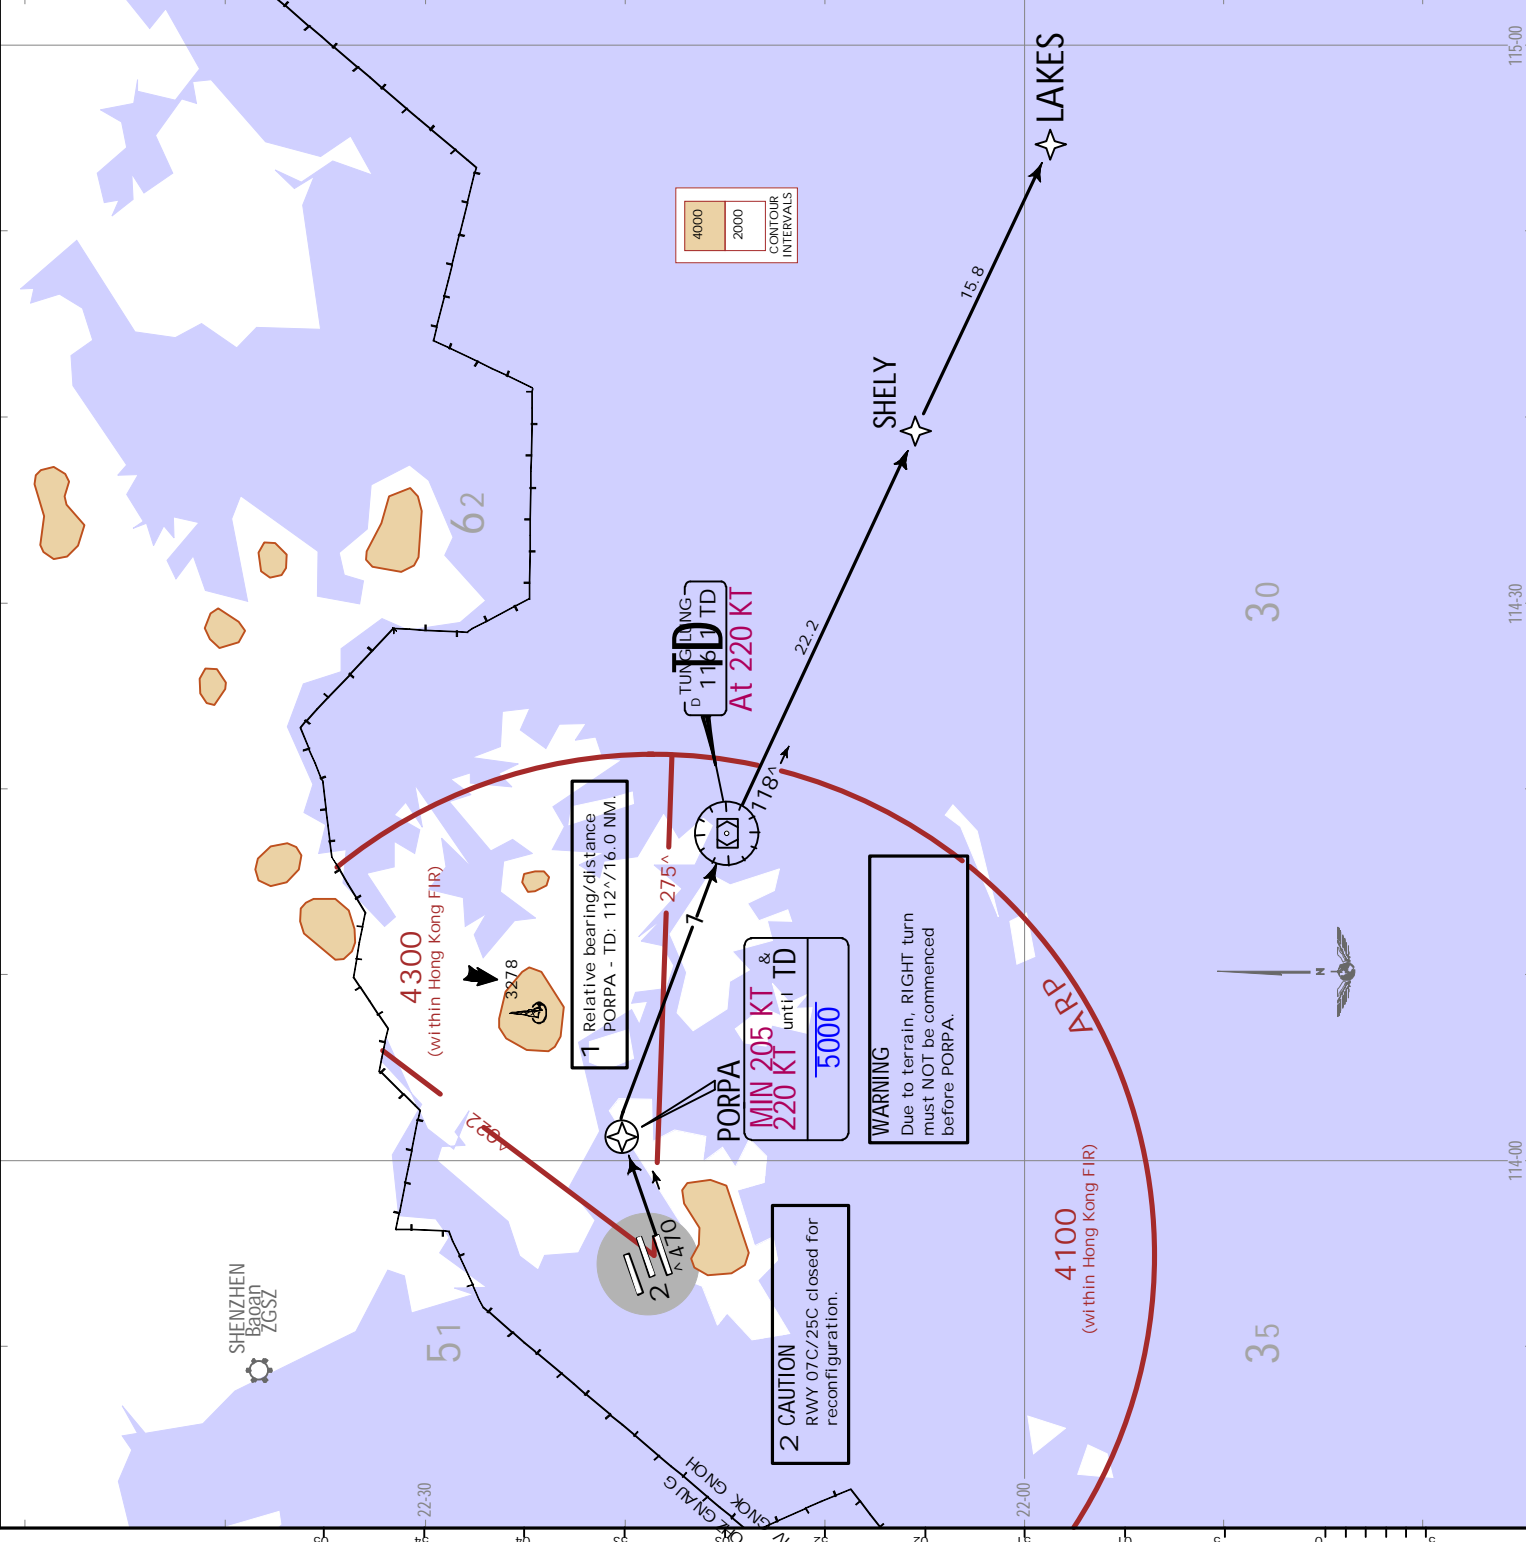 LAKES
115-00
4000
2000
CONTOUR
INTERVALS
15.8
SHELY
62
30
114-30
22.2
D TUNG LUNG
116.1 TD
TD
At 220 KT
118^
1 Relative bearing/distance
PORPA - TD: 112^/16.0 NM.
275^
1
4300
(within Hong Kong FIR)
3278
022^
PORPA
MIN 205 KT &
220 KT until TD
5000
WARNING
Due to terrain, RIGHT turn
must NOT be commenced
before PORPA.
ARP
N
114-00
4100
(within Hong Kong FIR)
2
^ 470
2 CAUTION
RWY 07C/25C closed for
reconfiguration.
SHENZHEN
Baoan
ZGSZ
51
35
HONG KONG
22-30
22-00